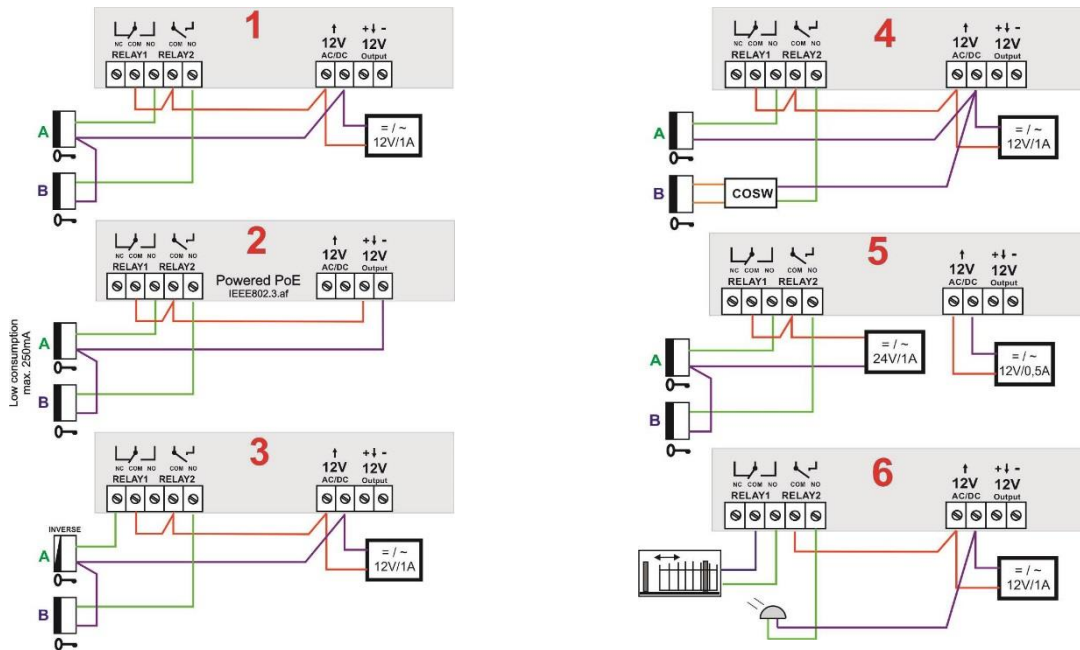 1
NC COM NO COM NO
RELAY1 RELAY2
12V
AC/DC
+ -
12V
Output
A
B
= / ~
12V/1A
2
NC COM NO COM NO
RELAY1 RELAY2
Powered PoE
IEEE802.3.af
12V
AC/DC
+ -
12V
Output
Low consumption
max. 250mA
A
B
3
NC COM NO COM NO
RELAY1 RELAY2
12V
AC/DC
+ -
12V
Output
INVERSE
A
B
= / ~
12V/1A
4
NC COM NO COM NO
RELAY1 RELAY2
12V
AC/DC
+ -
12V
Output
A
B
COSW
= / ~
12V/1A
5
NC COM NO COM NO
RELAY1 RELAY2
12V
AC/DC
+ -
12V
Output
A
B
= / ~
24V/1A
= / ~
12V/0,5A
6
NC COM NO COM NO
RELAY1 RELAY2
12V
AC/DC
+ -
12V
Output
= / ~
12V/1A